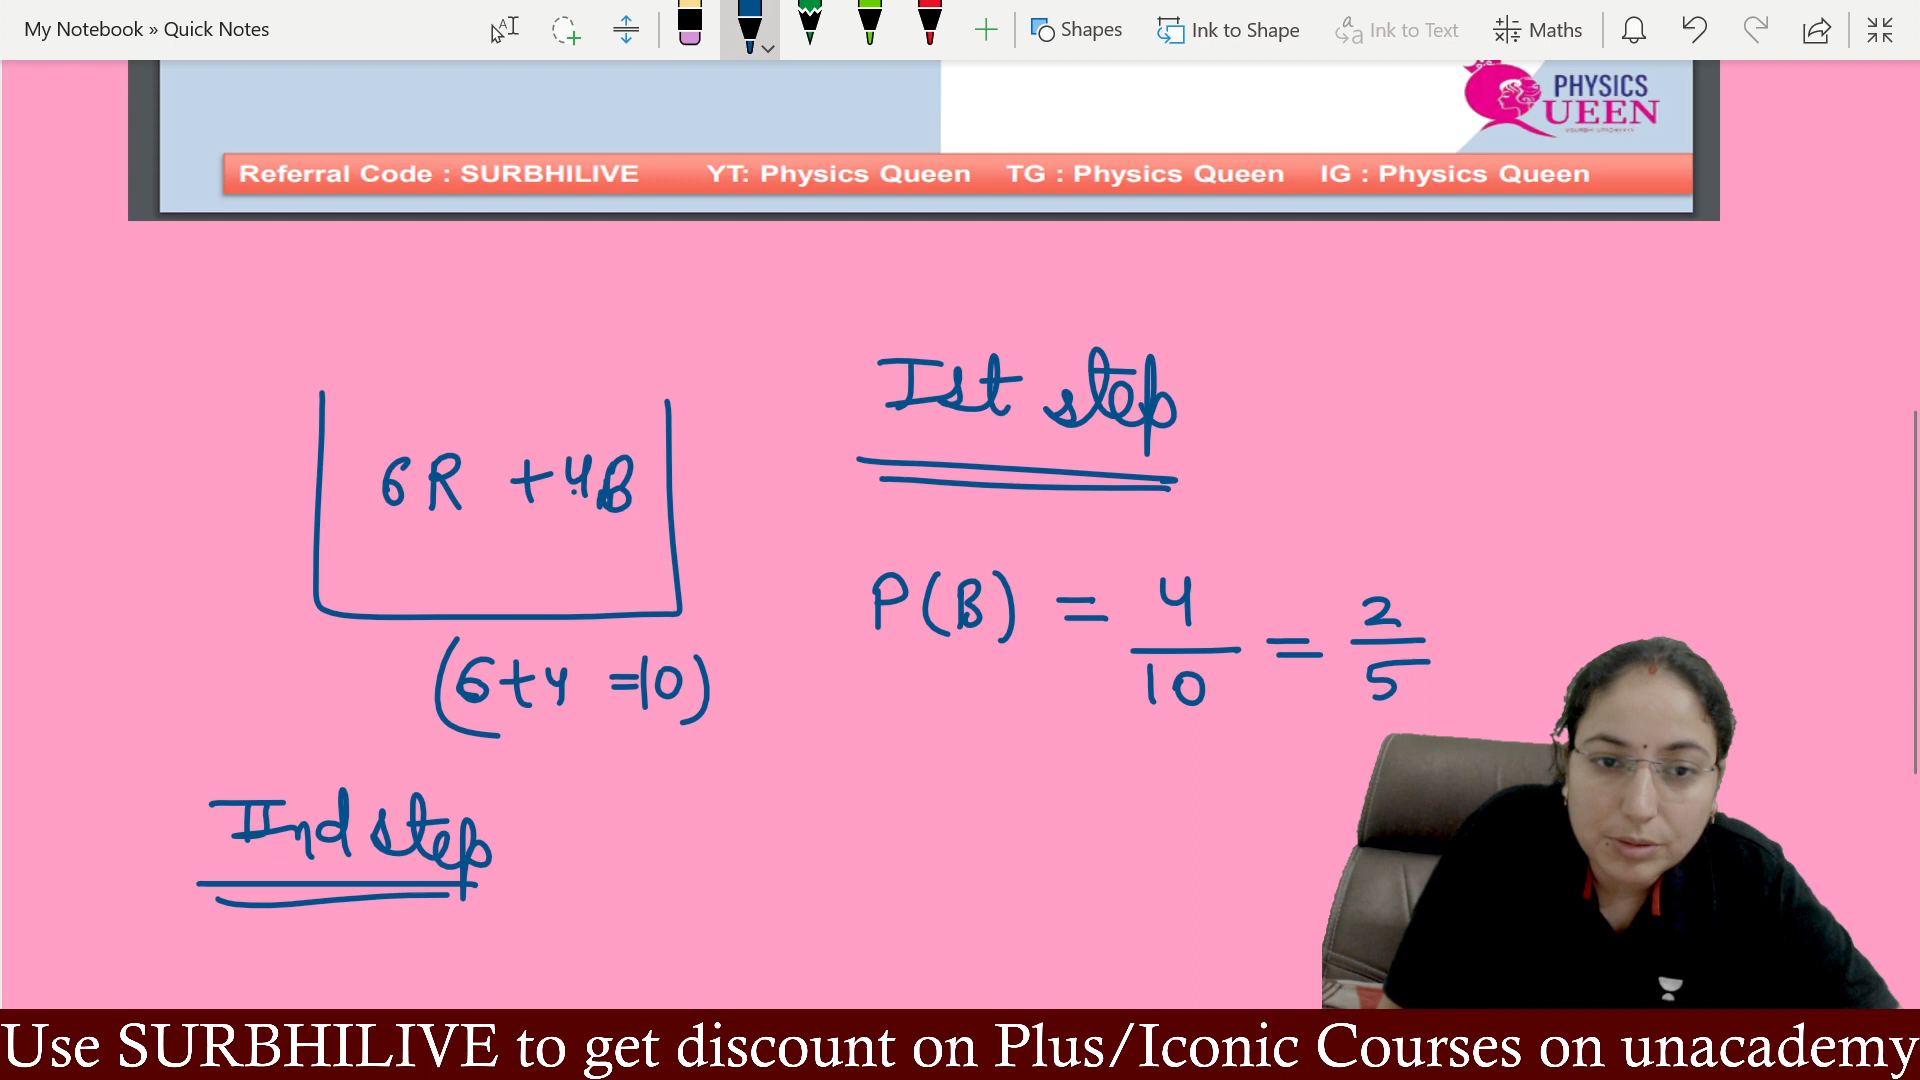 My Notebook » Quick Notes
Shapes
Ink to Shape
Ink to Text
Maths
PHYSICS
QUEEN
Referral Code : SURBHILIVE YT: Physics Queen TG : Physics Queen IG : Physics Queen
Ist step
6R + 4B
P(B) = 4/10 = 2/5
(6+4 =10)
IInd step
Use SURBHILIVE to get discount on Plus/Iconic Courses on unacademy